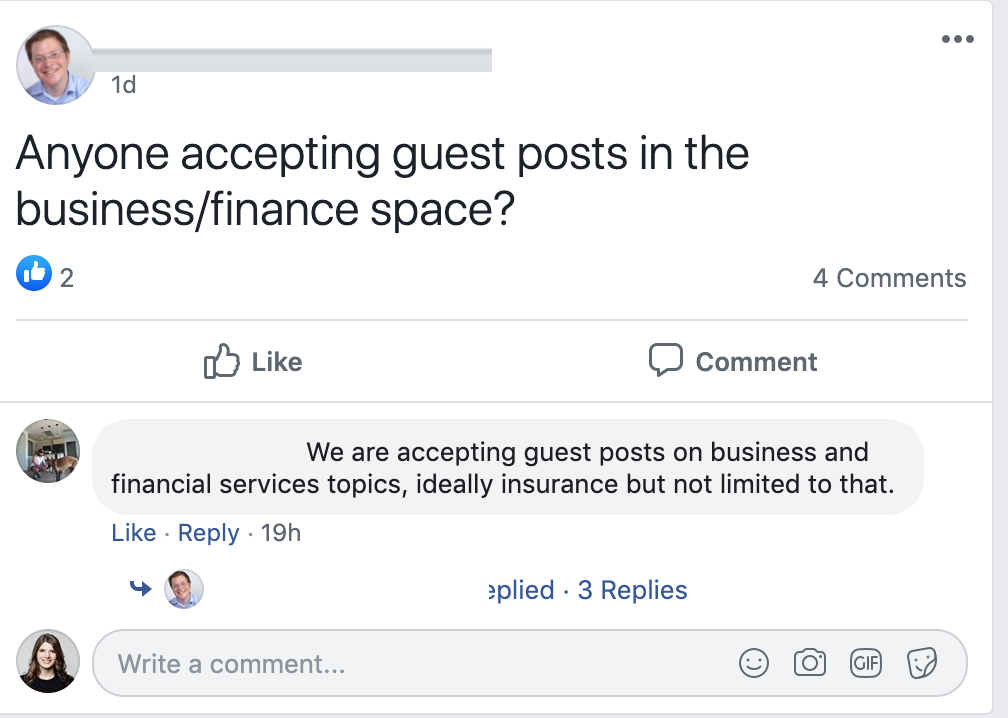 1d
Anyone accepting guest posts in the
business/finance space?
2
4 Comments
Like
Comment
We are accepting guest posts on business and
financial services topics, ideally insurance but not limited to that.
Like · Reply · 19h
eplied · 3 Replies
Write a comment...
GIF